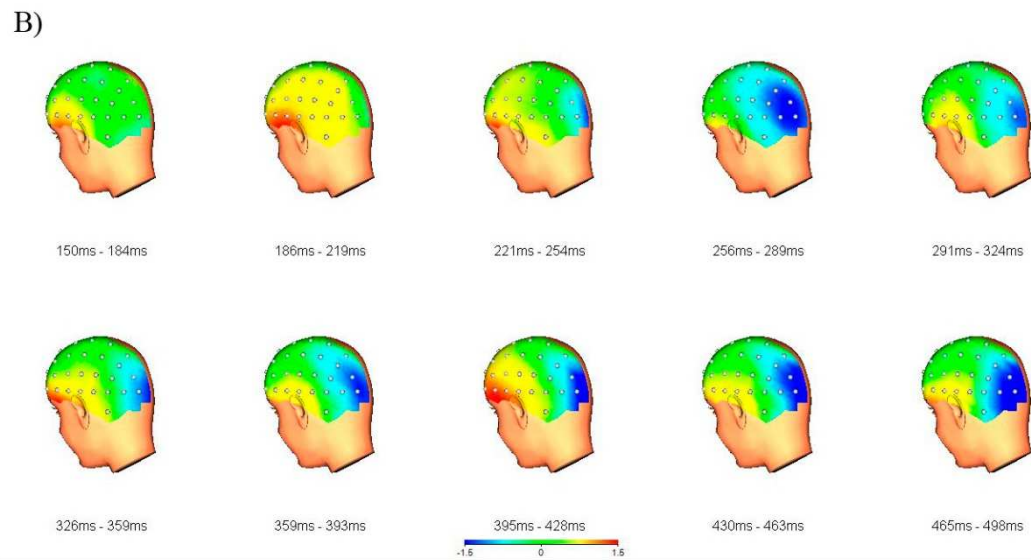 B)
150ms - 184ms
186ms - 219ms
221ms - 254ms
256ms - 289ms
291ms - 324ms
326ms - 359ms
359ms - 393ms
395ms - 428ms
430ms - 463ms
465ms - 498ms
-1.5
0
1.5